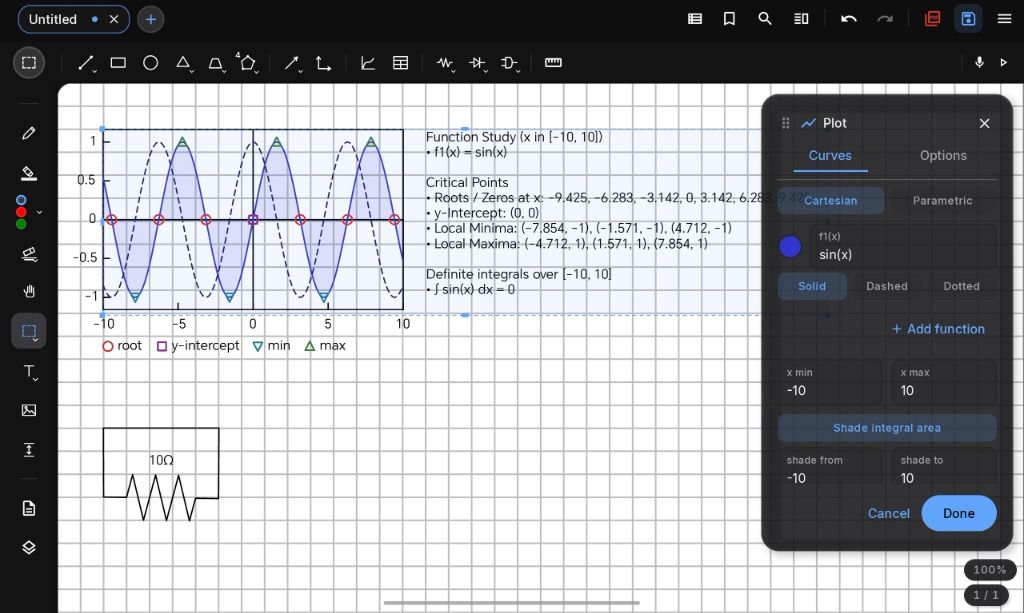 Untitled
4
PDF
Plot
Curves
Options
Cartesian
Parametric
f1(x)
sin(x)
Solid
Dashed
Dotted
+ Add function
x min
-10
x max
10
Shade integral area
shade from
-10
shade to
10
Cancel
Done
1
0.5
0
-0.5
-1
-10
-5
0
5
10
root
y-intercept
min
max
Function Study (x in [-10, 10])
• f1(x) = sin(x)
Critical Points
• Roots / Zeros at x: -9.425, -6.283, -3.142, 0, 3.142, 6.283, 9.425
• y-Intercept: (0, 0)
• Local Minima: (-7.854, -1), (-1.571, -1), (4.712, -1)
• Local Maxima: (-4.712, 1), (1.571, 1), (7.854, 1)
Definite integrals over [-10, 10]
• ∫ sin(x) dx = 0
10Ω
100%
1 / 1